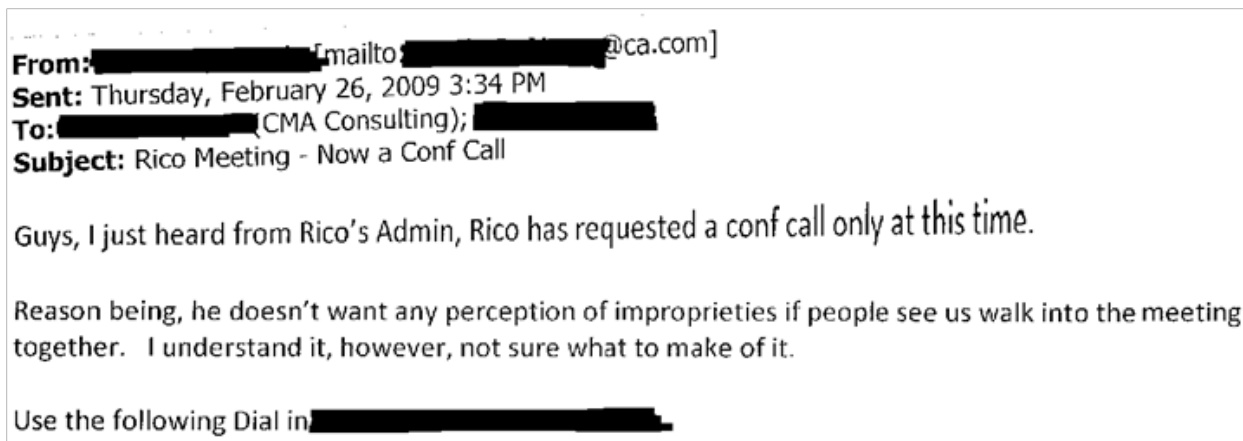 From: [mailto: @ca.com]
Sent: Thursday, February 26, 2009 3:34 PM
To: (CMA Consulting);
Subject: Rico Meeting - Now a Conf Call
Guys, I just heard from Rico's Admin, Rico has requested a conf call only at this time.
Reason being, he doesn't want any perception of improprieties if people see us walk into the meeting
together. I understand it, however, not sure what to make of it.
Use the following Dial in